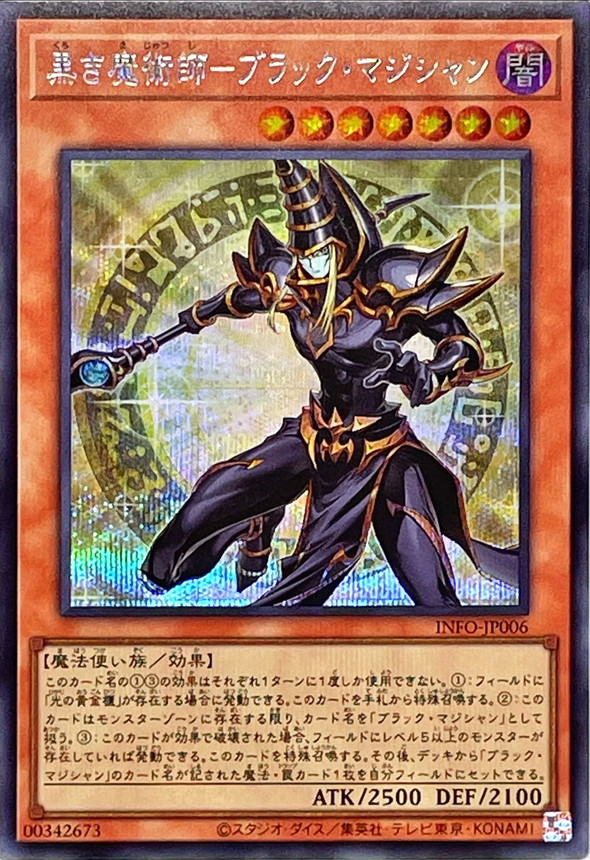 黒き魔術師－ブラック・マジシャン 闇
INFO-JP006
【魔法使い族／効果】
このカード名の①③の効果はそれぞれ1ターンに1度しか使用できない。①：フィールドに
「光の黄金櫃」が存在する場合に発動できる。このカードを手札から特殊召喚する。②：この
カードはモンスターゾーンに存在する限り、カード名を「ブラック・マジシャン」として
扱う。③：このカードが効果で破壊された場合、フィールドにレベル5以上のモンスターが
存在していれば発動できる。このカードを特殊召喚する。その後、デッキから「ブラック・
マジシャン」のカード名が記された魔法・罠カード1枚を自分フィールドにセットできる。
ATK/2500 DEF/2100
00342673 ©スタジオ・ダイス／集英社・テレビ東京・KONAMI